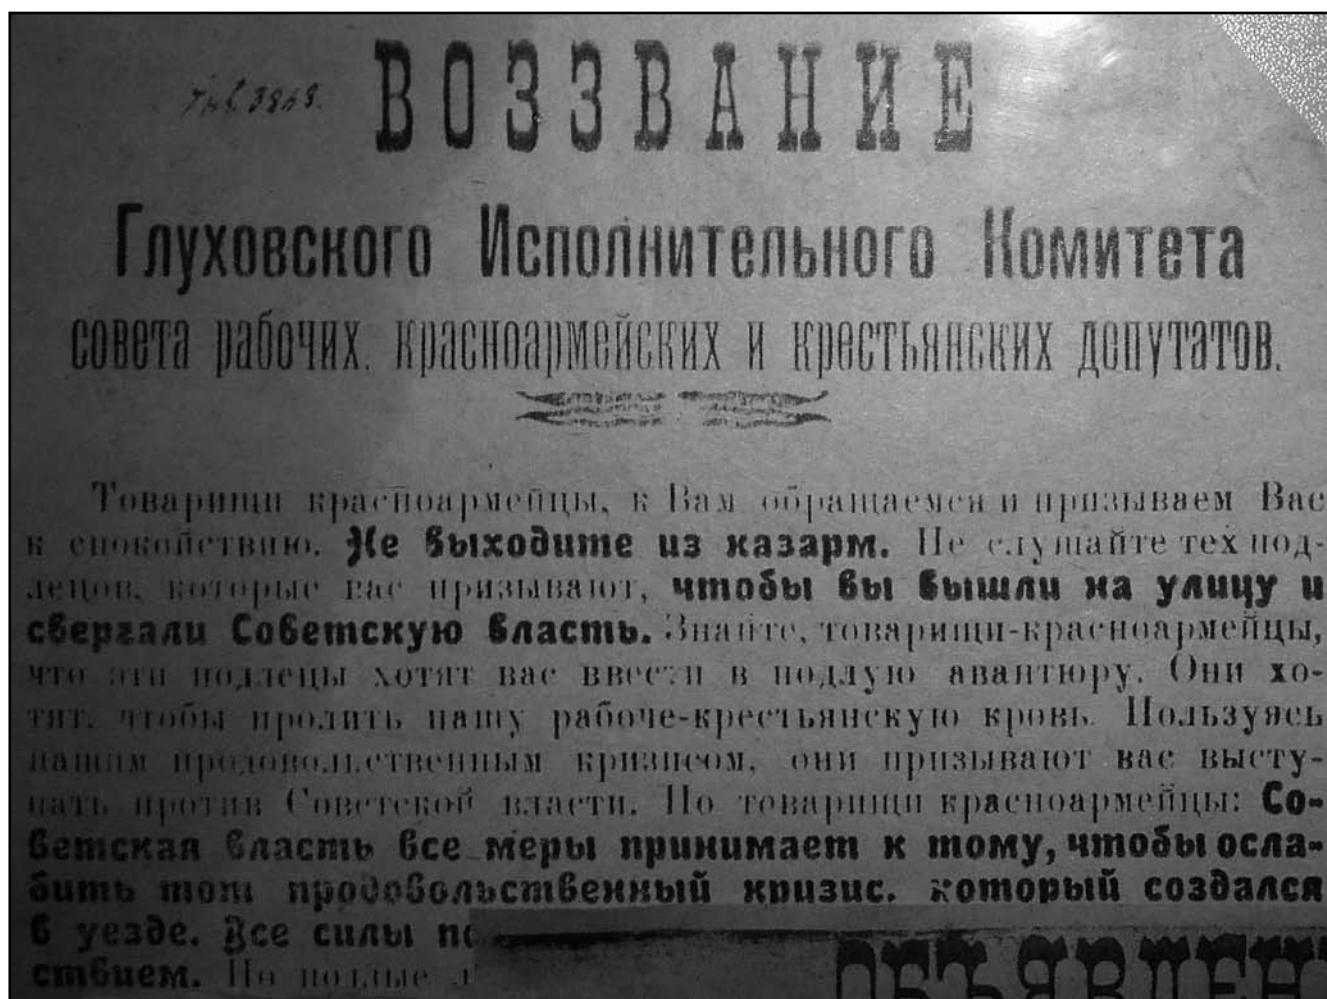 Инв. 3848.
ВОЗЗВАНИЕ
Глуховского Исполнительного Комитета
совета рабочих, красноармейских и крестьянских депутатов.
Товарищи красноармейцы, к Вам обращаемся и призываем Вас
к спокойствию. Не выходите из казарм. Не слушайте тех под-
лецов, которые вас призывают, чтобы вы вышли на улицу и
свергали Советскую власть. Знайте, товарищи-красноармейцы,
что эти подлецы хотят вас ввести в подлую авантюру. Они хо-
тят, чтобы пролить нашу рабоче-крестьянскую кровь. Пользуясь
нашим продовольственным кризисом, они призывают вас высту-
пать против Советской власти. Но товарищи красноармейцы: Со-
ветская власть все меры принимает к тому, чтобы осла-
бить тот продовольственный кризис, который создался
в уезде. Все силы
ствием. Но подлые